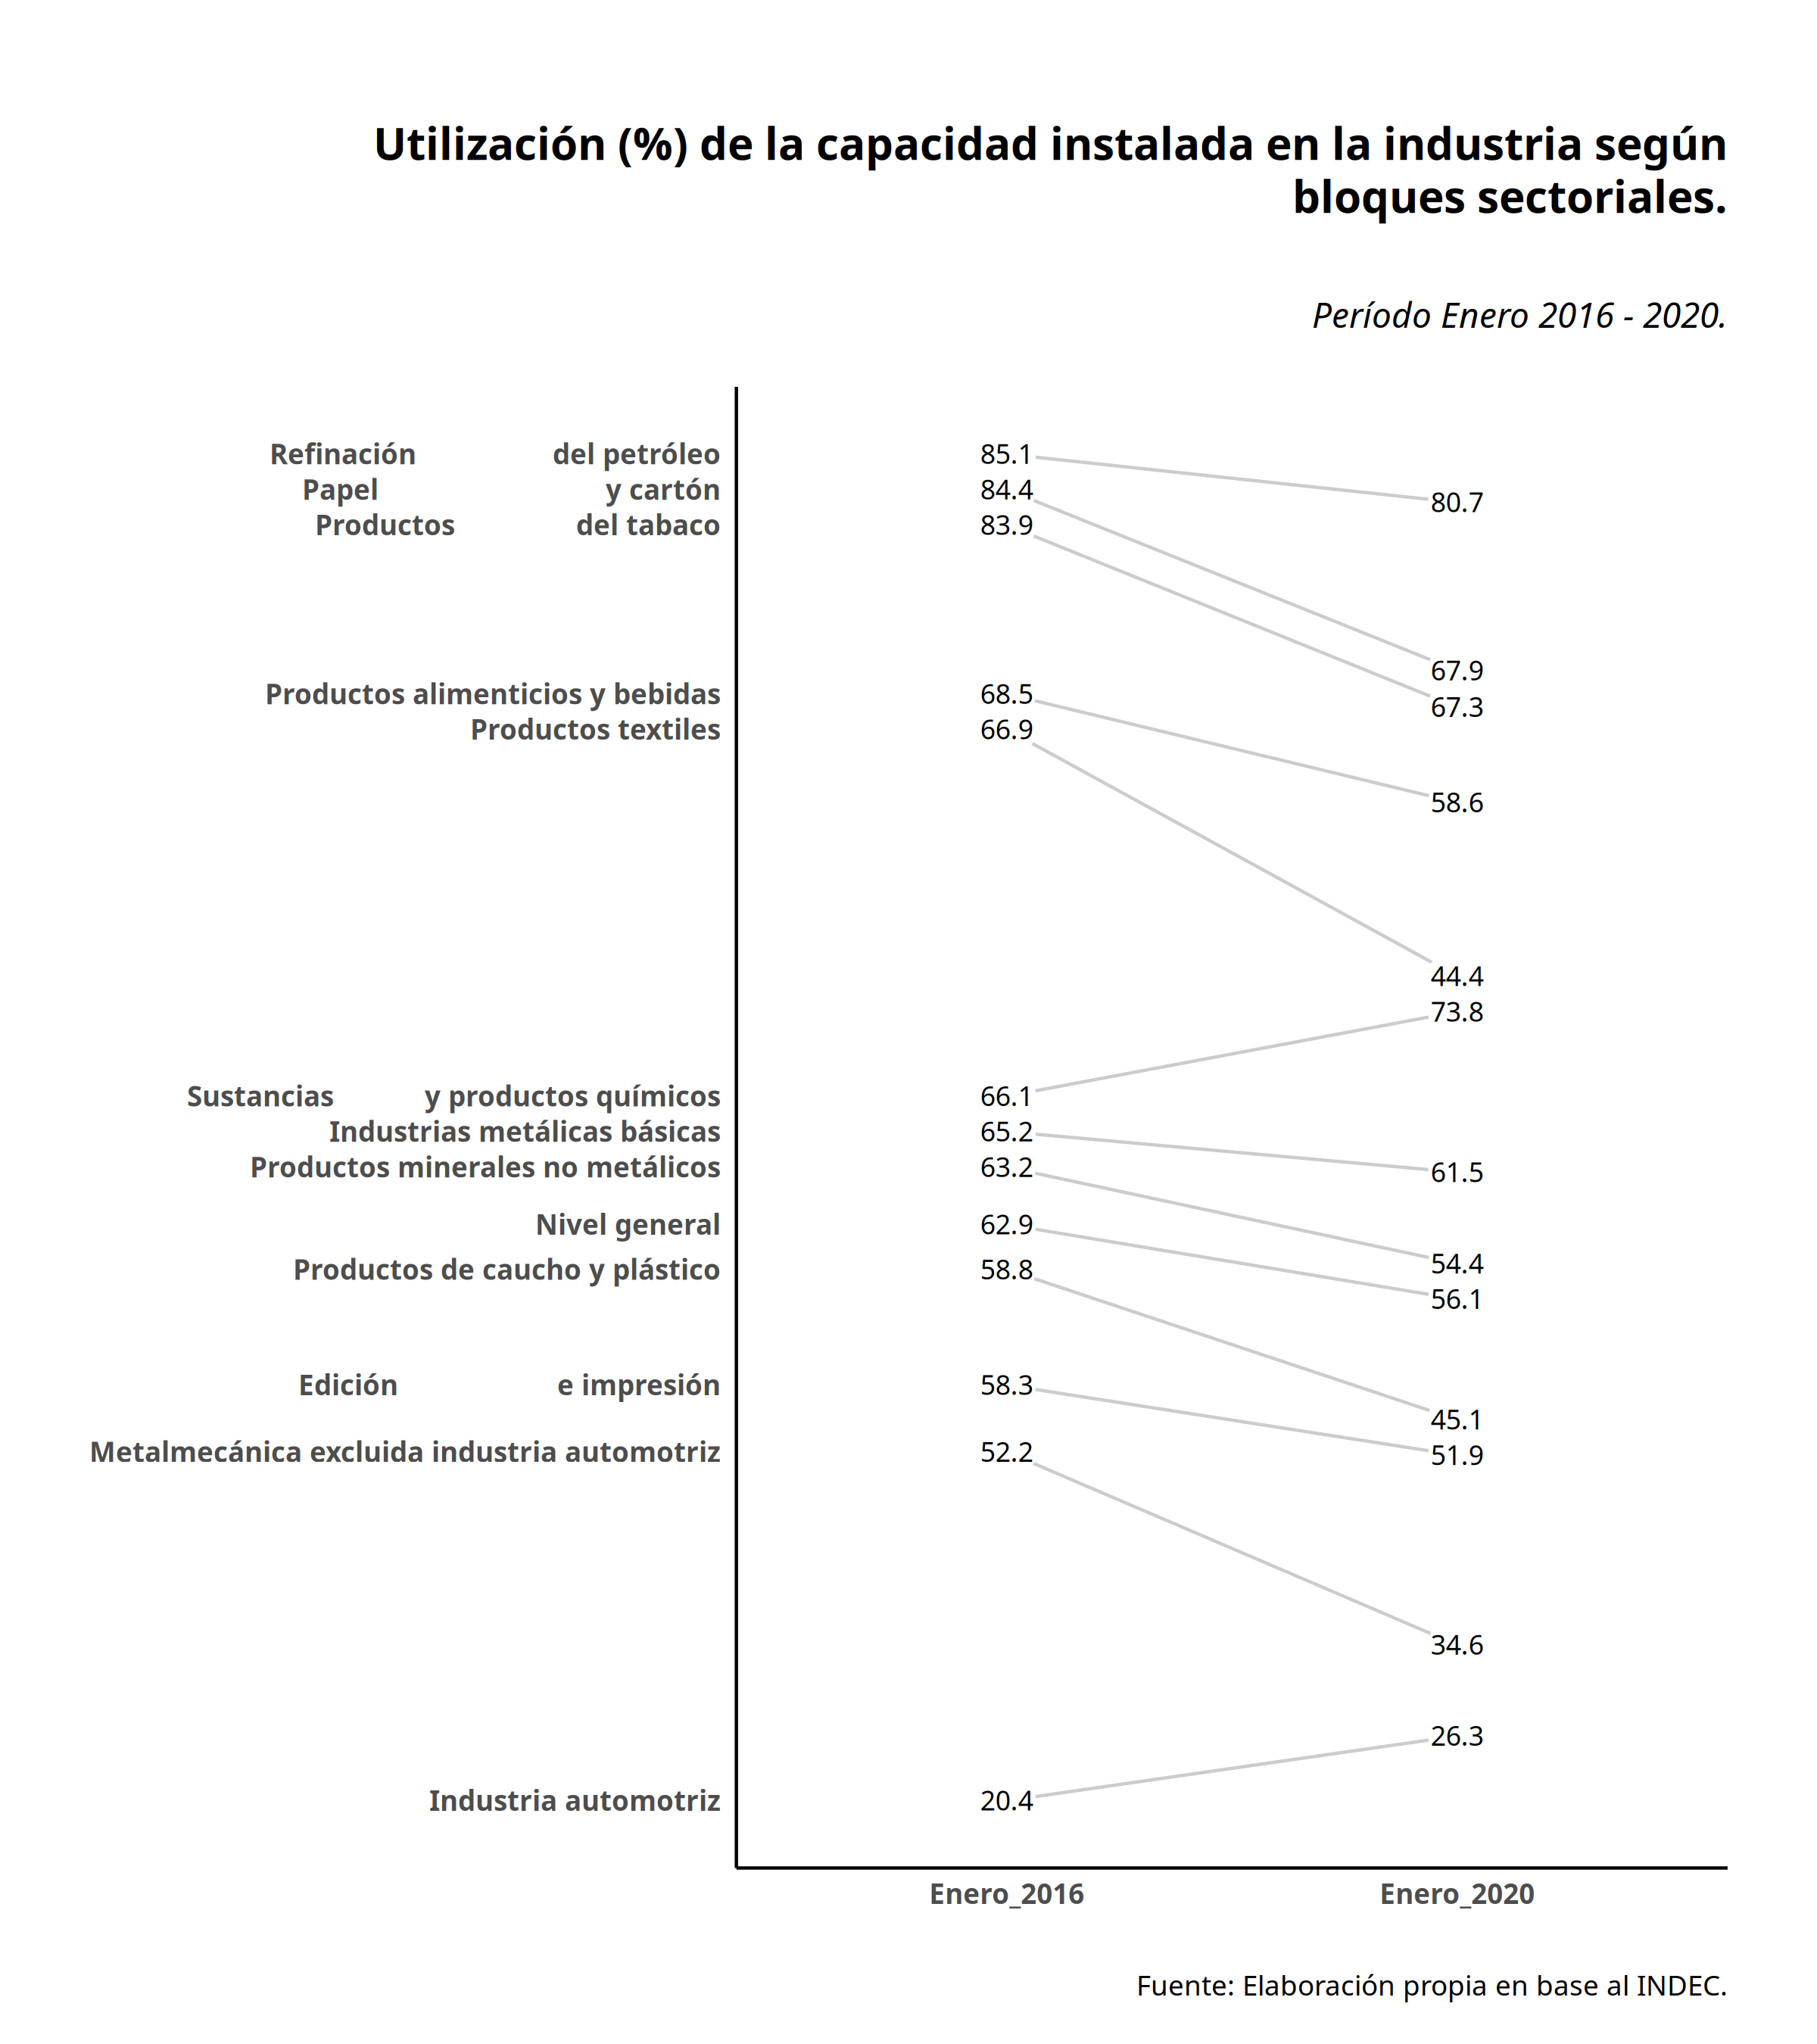 Utilización (%) de la capacidad instalada en la industria según
bloques sectoriales.
Período Enero 2016 - 2020.
Refinación del petróleo 85.1 80.7
Papel y cartón 84.4 67.9
Productos del tabaco 83.9 67.3
Productos alimenticios y bebidas 68.5 58.6
Productos textiles 66.9 44.4
Sustancias y productos químicos 66.1 73.8
Industrias metálicas básicas 65.2 61.5
Productos minerales no metálicos 63.2 54.4
Nivel general 62.9 56.1
Productos de caucho y plástico 58.8 45.1
Edición e impresión 58.3 51.9
Metalmecánica excluida industria automotriz 52.2 34.6
Industria automotriz 20.4 26.3
Enero_2016 Enero_2020
Fuente: Elaboración propia en base al INDEC.